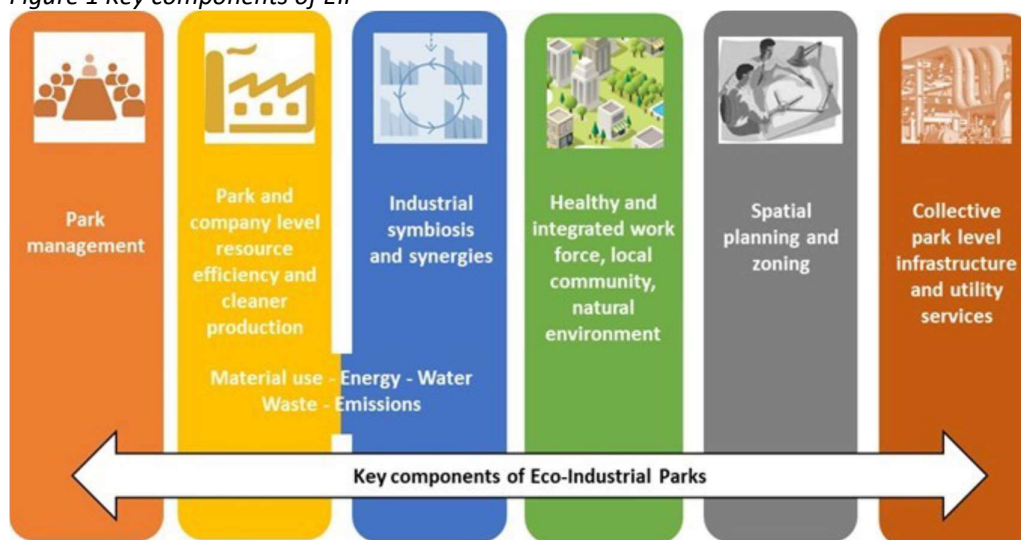 Figure 1 Key components of EIP
Park
management
Park and
company level
resource
efficiency and
cleaner
production
Industrial
symbiosis
and synergies
Healthy and
integrated work
force, local
community,
natural
environment
Spatial
planning and
zoning
Collective
park level
infrastructure
and utility
services
Material use - Energy - Water
Waste - Emissions
Key components of Eco-Industrial Parks